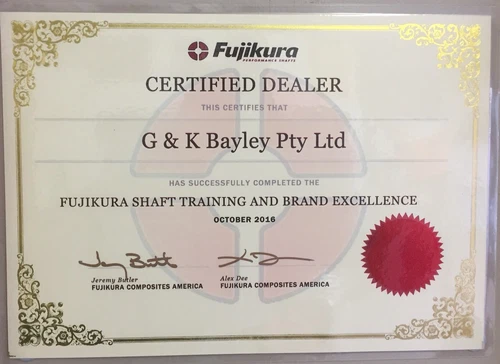 Fujikura
PERFORMANCE SHAFTS
CERTIFIED DEALER
THIS CERTIFIES THAT
G & K Bayley Pty Ltd
HAS SUCCESSFULLY COMPLETED THE
FUJIKURA SHAFT TRAINING AND BRAND EXCELLENCE
OCTOBER 2016
Jeremy Butler
FUJIKURA COMPOSITES AMERICA
Alex Dee
FUJIKURA COMPOSITES AMERICA